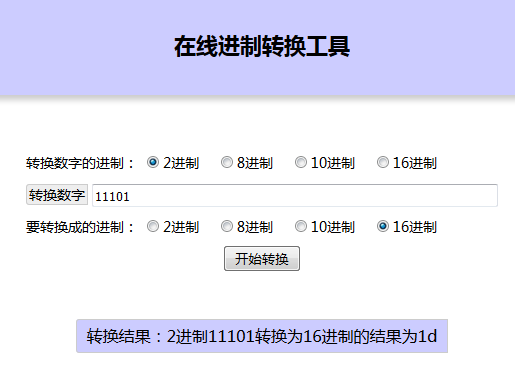 在线进制转换工具
转换数字的进制： 2进制 8进制 10进制 16进制
转换数字 11101
要转换成的进制： 2进制 8进制 10进制 16进制
开始转换
转换结果：2进制11101转换为16进制的结果为1d